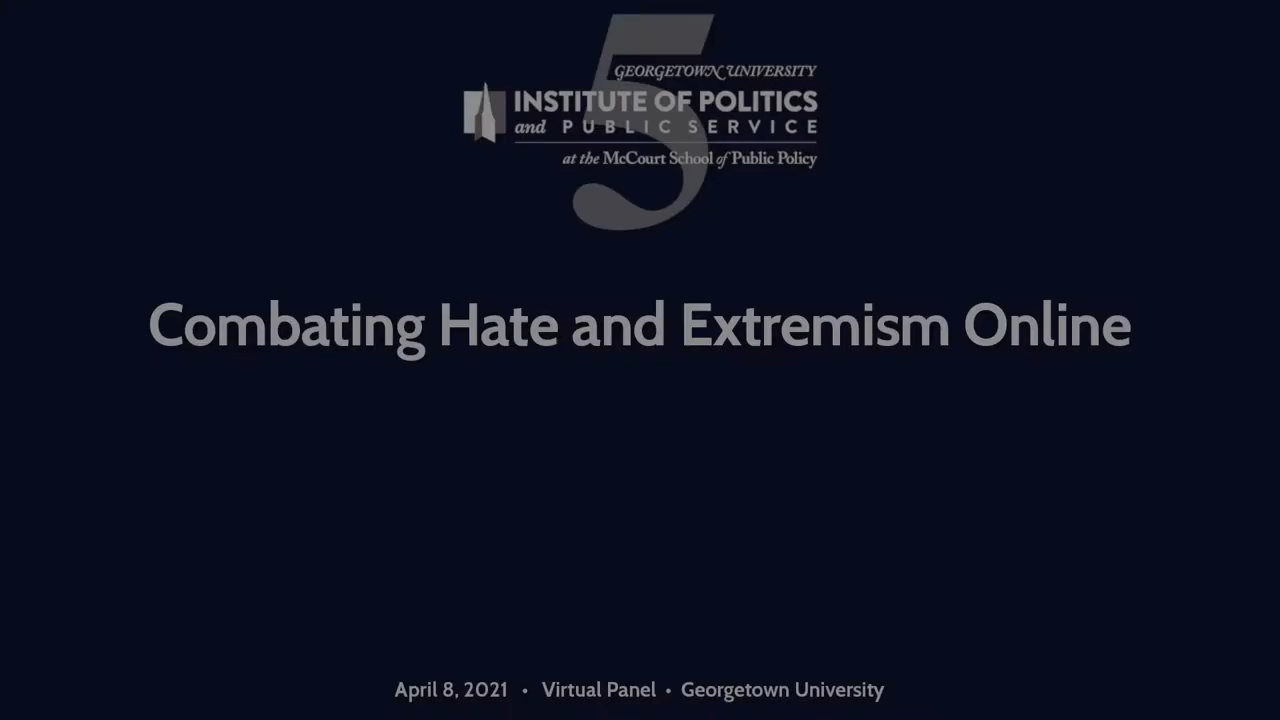 5
GEORGETOWN UNIVERSITY
INSTITUTE OF POLITICS
and PUBLIC SERVICE
at the McCourt School of Public Policy
Combating Hate and Extremism Online
April 8, 2021 • Virtual Panel • Georgetown University